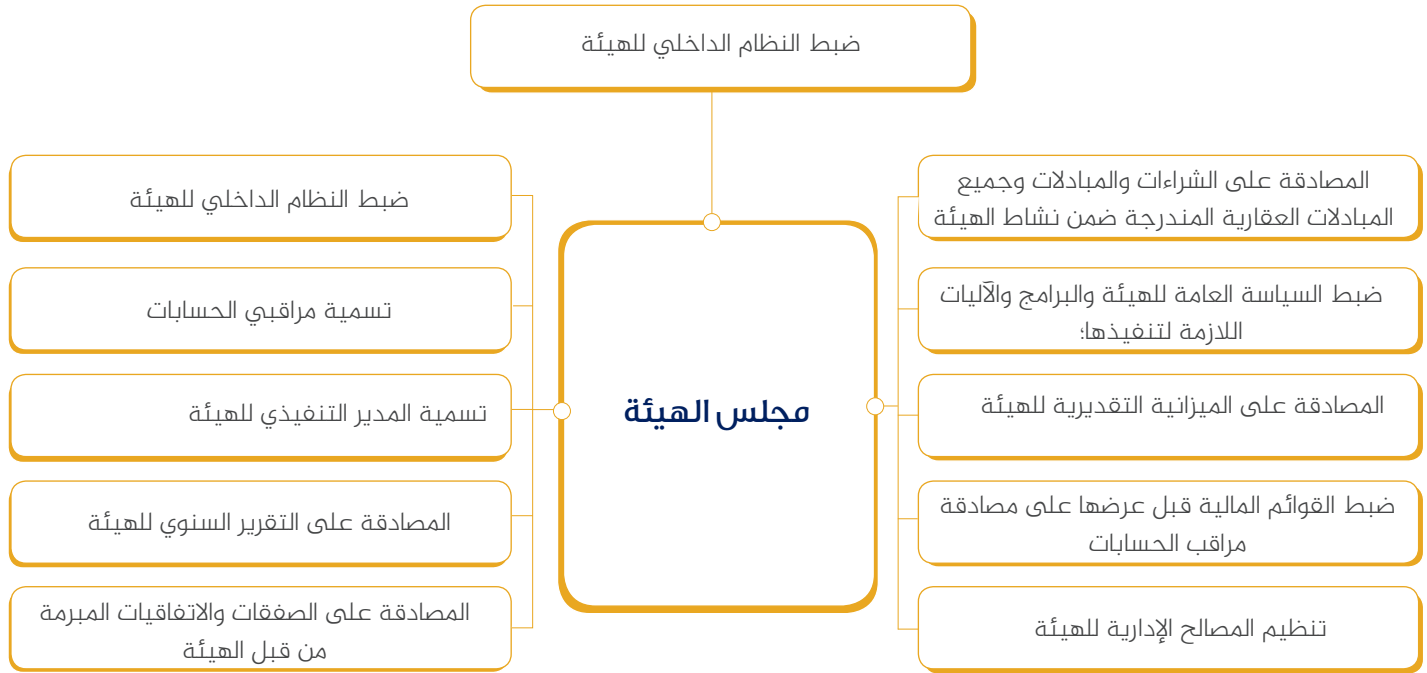 ضبط النظام الداخلي للهيئة
المصادقة على الشراءات والمبادلات وجميع
المبادلات العقارية المندرجة ضمن نشاط الهيئة
ضبط السياسة العامة للهيئة والبرامج والآليات
اللازمة لتنفيذها؛
المصادقة على الميزانية التقديرية للهيئة
ضبط القوائم المالية قبل عرضها على مصادقة
مراقب الحسابات
تنظيم المصالح الإدارية للهيئة
مجلس الهيئة
ضبط النظام الداخلي للهيئة
تسمية مراقبي الحسابات
تسمية المدير التنفيذي للهيئة
المصادقة على التقرير السنوي للهيئة
المصادقة على الصفقات والاتفاقيات المبرمة
من قبل الهيئة